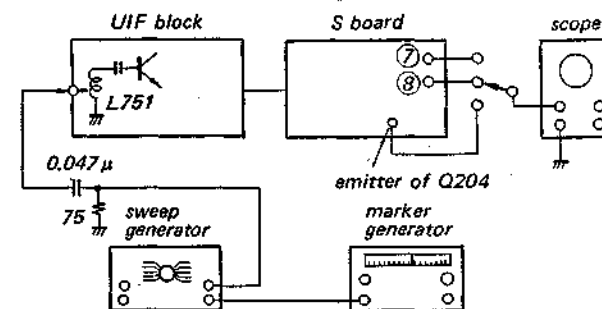 UIF block
S board
scope
7
8
L751
0.047μ
emitter of Q204
75
sweep
generator
marker
generator